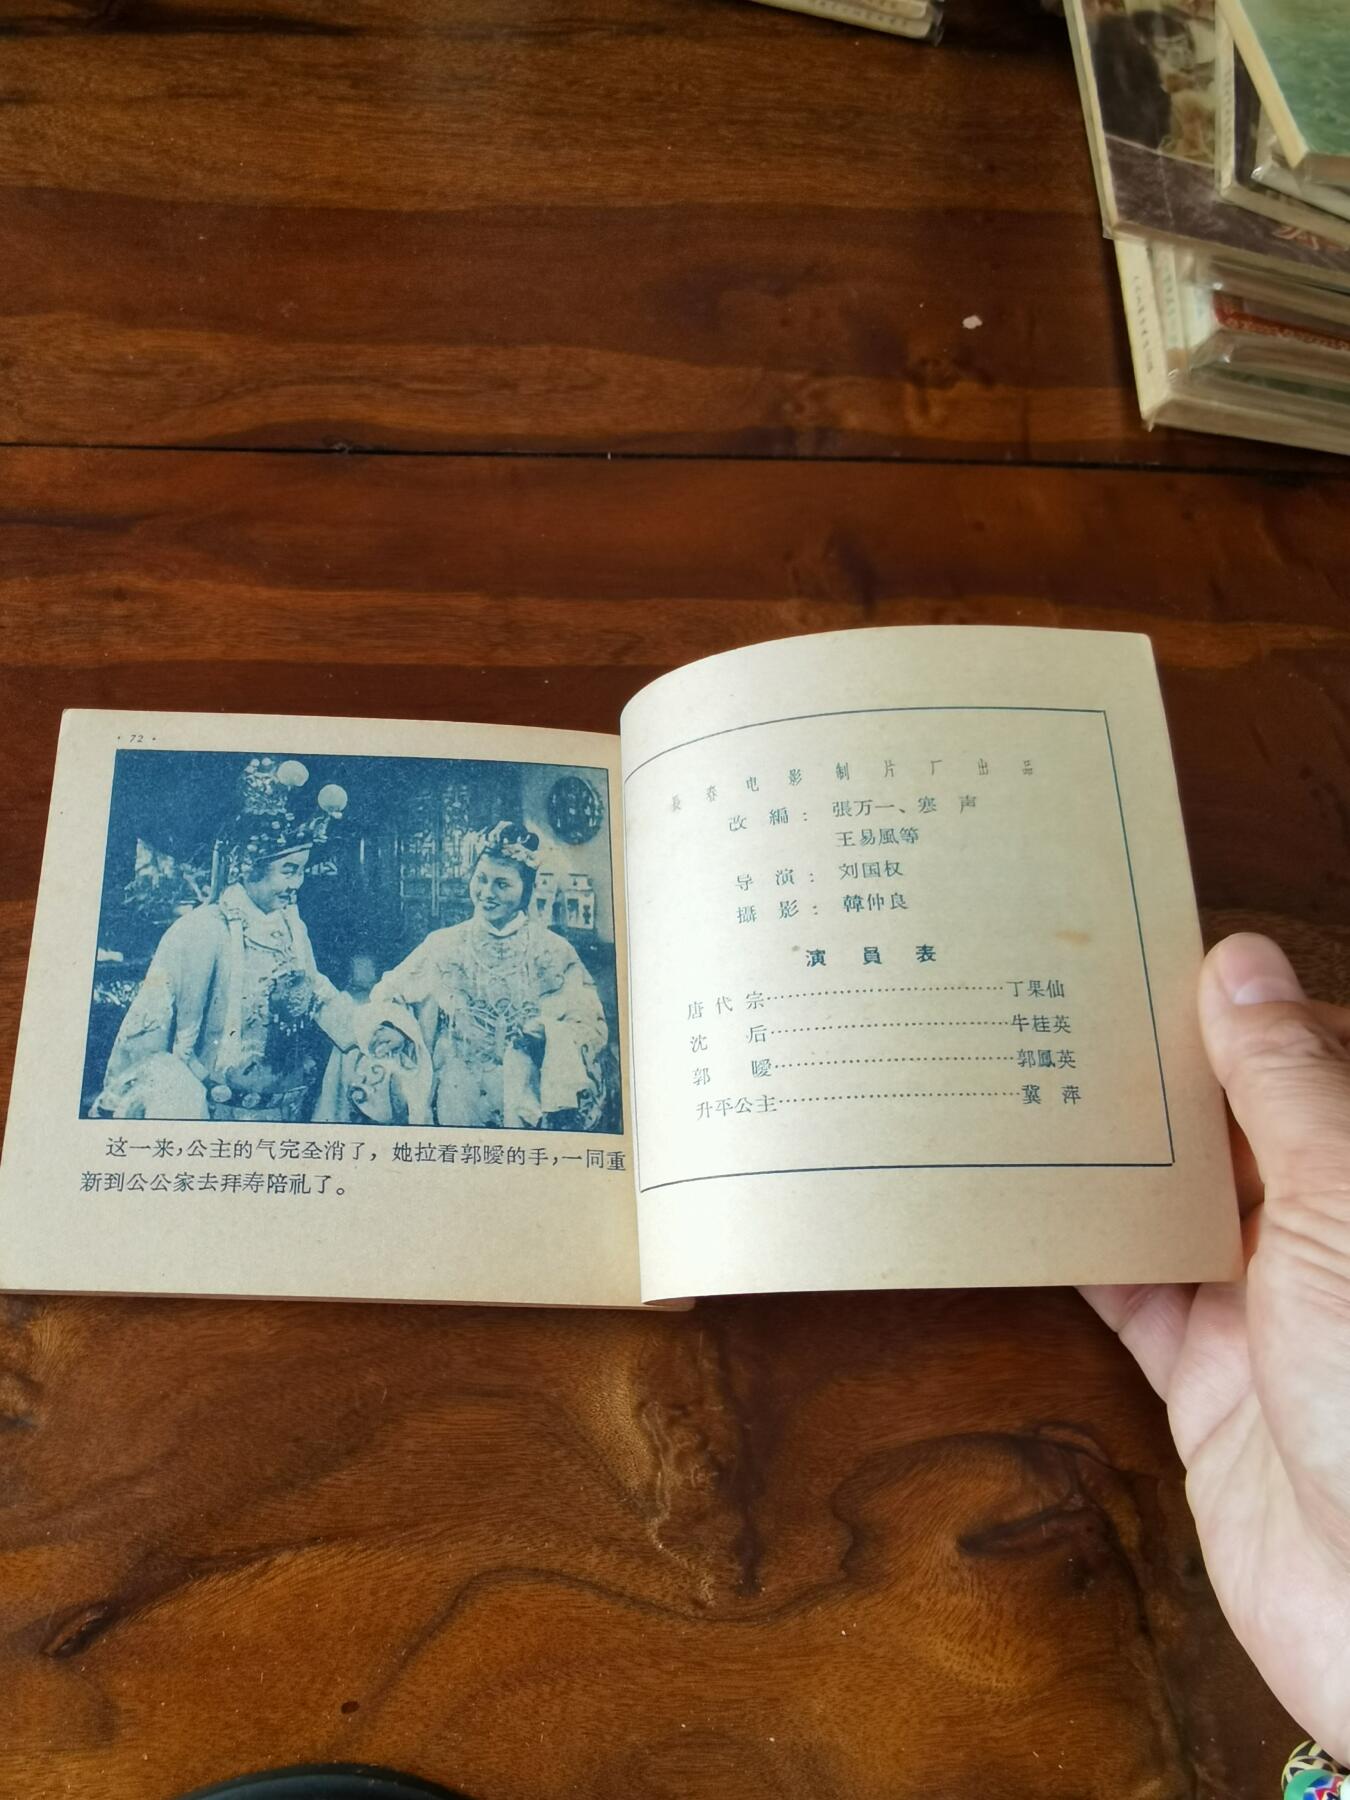 · 72 ·
这一来，公主的气完全消了，她拉着郭曖的手，一同重
新到公公家去拜寿陪礼了。
長春电影制片厂出品
改編：張万一、寒声
王易風等
导演：刘国权
攝影：韓仲良
演員表
唐代宗……………………………丁果仙
沈后……………………………牛桂英
郭曖……………………………郭鳳英
升平公主……………………………冀萍